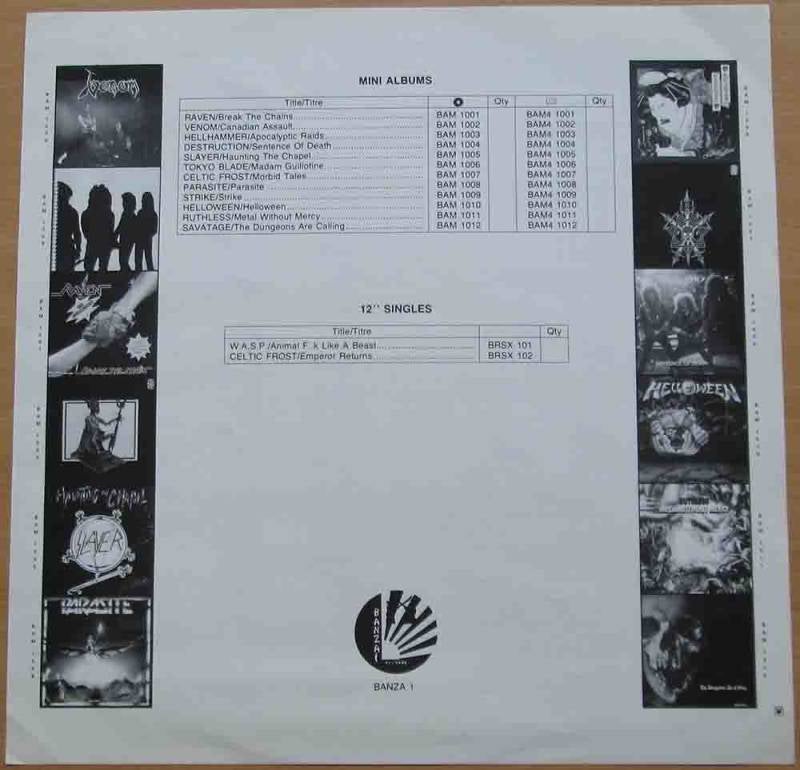 MINI ALBUMS
Title/Titre Qty Qty
RAVEN/Break The Chains BAM 1001 BAM4 1001
VENOM/Canadian Assault BAM 1002 BAM4 1002
HELLHAMMER/Apocalyptic Raids BAM 1003 BAM4 1003
DESTRUCTION/Sentence Of Death BAM 1004 BAM4 1004
SLAYER/Haunting The Chapel BAM 1005 BAM4 1005
TOKYO BLADE/Madam Guillotine BAM 1006 BAM4 1006
CELTIC FROST/Morbid Tales BAM 1007 BAM4 1007
PARASITE/Parasite BAM 1008 BAM4 1008
STRIKE/Strike BAM 1009 BAM4 1009
HELLOWEEN/Helloween BAM 1010 BAM4 1010
RUTHLESS/Metal Without Mercy BAM 1011 BAM4 1011
SAVATAGE/The Dungeons Are Calling BAM 1012 BAM4 1012
12'' SINGLES
Title/Titre Qty
W.A.S.P./Animal F..k Like A Beast BRSX 101
CELTIC FROST/Emperor Returns BRSX 102
Venom
RAVEN
HAUNTING THE CHAPEL
SLAYER
PARASITE
HELLOWEEN
BANZAI
RECORDS
BANZA 1